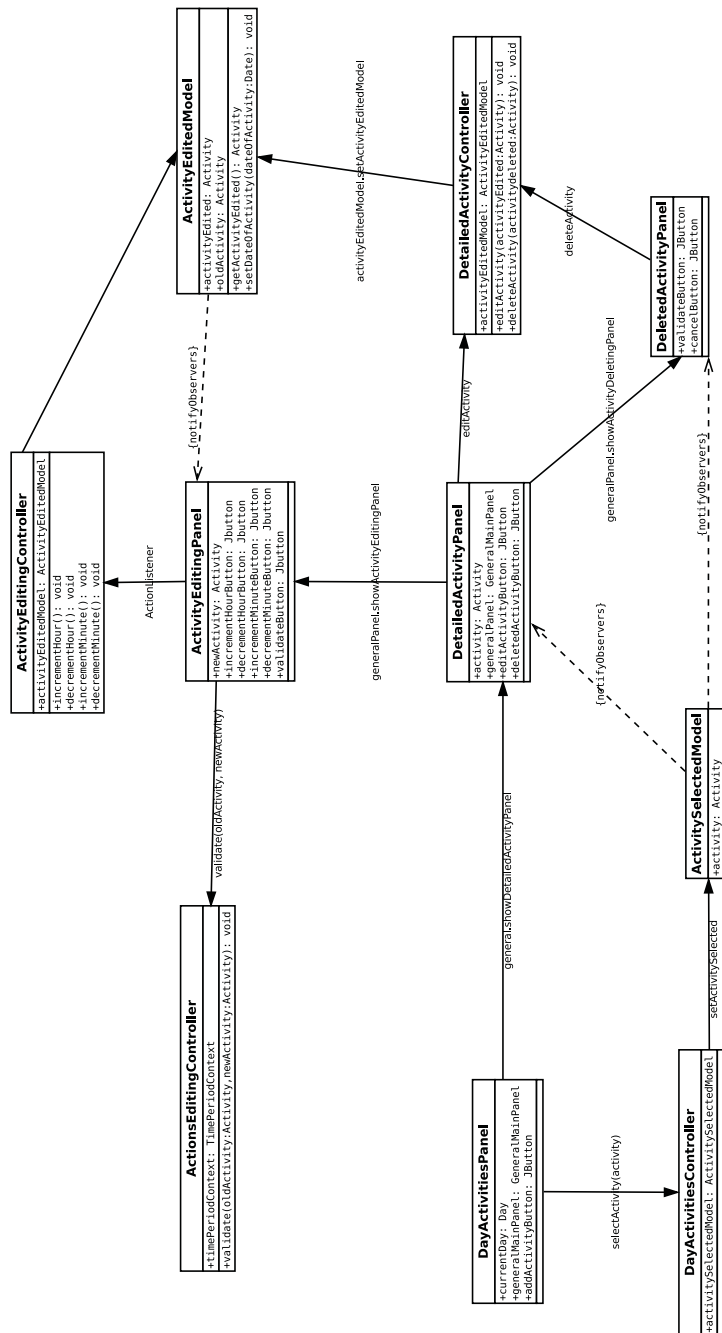 ActivityEditingController
+activityEditedModel: ActivityEditedModel
+incrementHour(): void
+decrementHour(): void
+incrementMinute(): void
+decrementMinute(): void
ActivityEditedModel
+activityEdited: Activity
+oldActivity: Activity
+getActivityEdited(): Activity
+setDateOfActivity(dateOfActivity:Date): void
{notifyObservers}
ActionListener
ActivityEditingPanel
+newActivity: Activity
+incrementHourButton: Jbutton
+decrementHourButton: Jbutton
+incrementMinuteButton: Jbutton
+decrementMinuteButton: Jbutton
+validateButton: Jbutton
validate(oldActivity, newActivity)
ActionsEditingController
+timePeriodContext: TimePeriodContext
+validate(oldActivity:Activity,newActivity:Activity): void
activityEditedModel.setActivityEditedModel
generalPanel.showActivityEditingPanel
DetailedActivityController
+activityEditedModel: ActivityEditedModel
+editActivity(activityEdited:Activity): void
+deleteActivity(activitydeleted:Activity): void
editActivity
deleteActivity
DetailedActivityPanel
+activity: Activity
+generalPanel: GeneralMainPanel
+editActivityButton: JButton
+deletedActivityButton: JButton
generalPanel.showActivityDeletingPanel
DeletedActivityPanel
+validateButton: JButton
+cancelButton: JButton
general.showDetailedActivityPanel
{notifyObservers}
{notifyObservers}
DayActivitiesPanel
+currentDay: Day
+generalMainPanel: GeneralMainPanel
+addActivityButton: JButton
selectActivity(activity)
ActivitySelectedModel
+activity: Activity
setActivitySelected
DayActivitiesController
+activitySelectedModel: ActivitySelectedModel